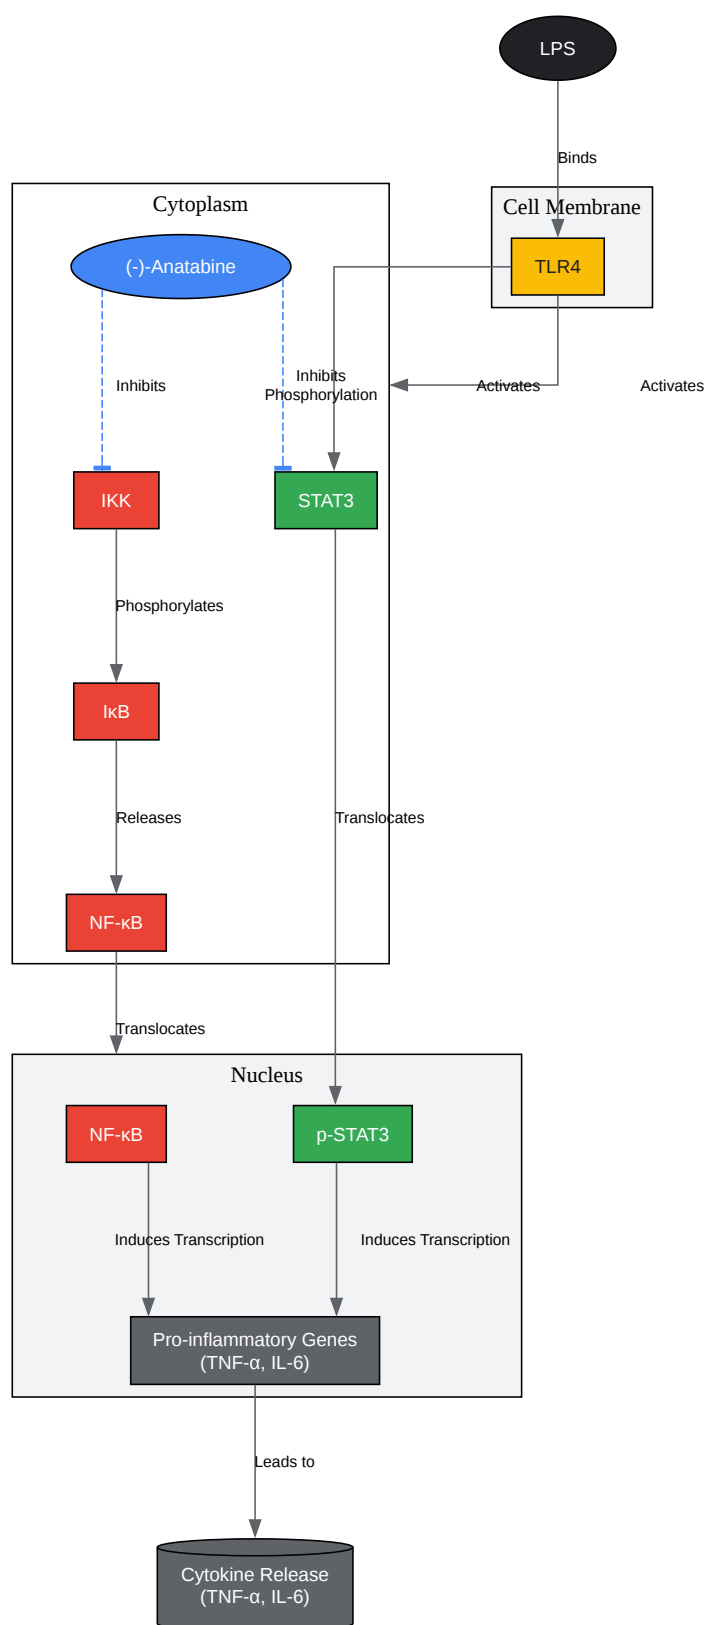 LPS
Binds
Cytoplasm
Cell Membrane
(-)-Anatabine
TLR4
Inhibits
Inhibits
Phosphorylation
Activates
Activates
IKK
STAT3
Phosphorylates
IκB
Releases
Translocates
NF-κB
Translocates
Nucleus
NF-κB
p-STAT3
Induces Transcription
Induces Transcription
Pro-inflammatory Genes
(TNF-α, IL-6)
Leads to
Cytokine Release
(TNF-α, IL-6)